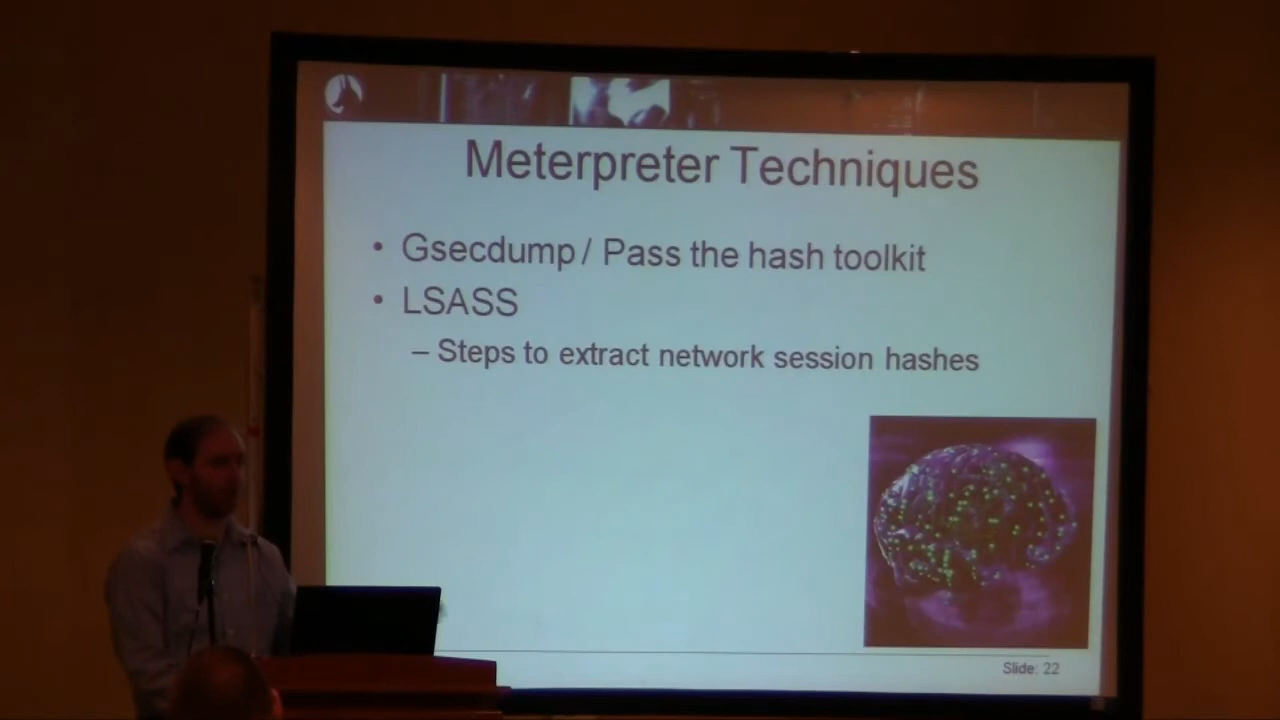 Meterpreter Techniques
• Gsecdump / Pass the hash toolkit
• LSASS
– Steps to extract network session hashes
Slide: 22